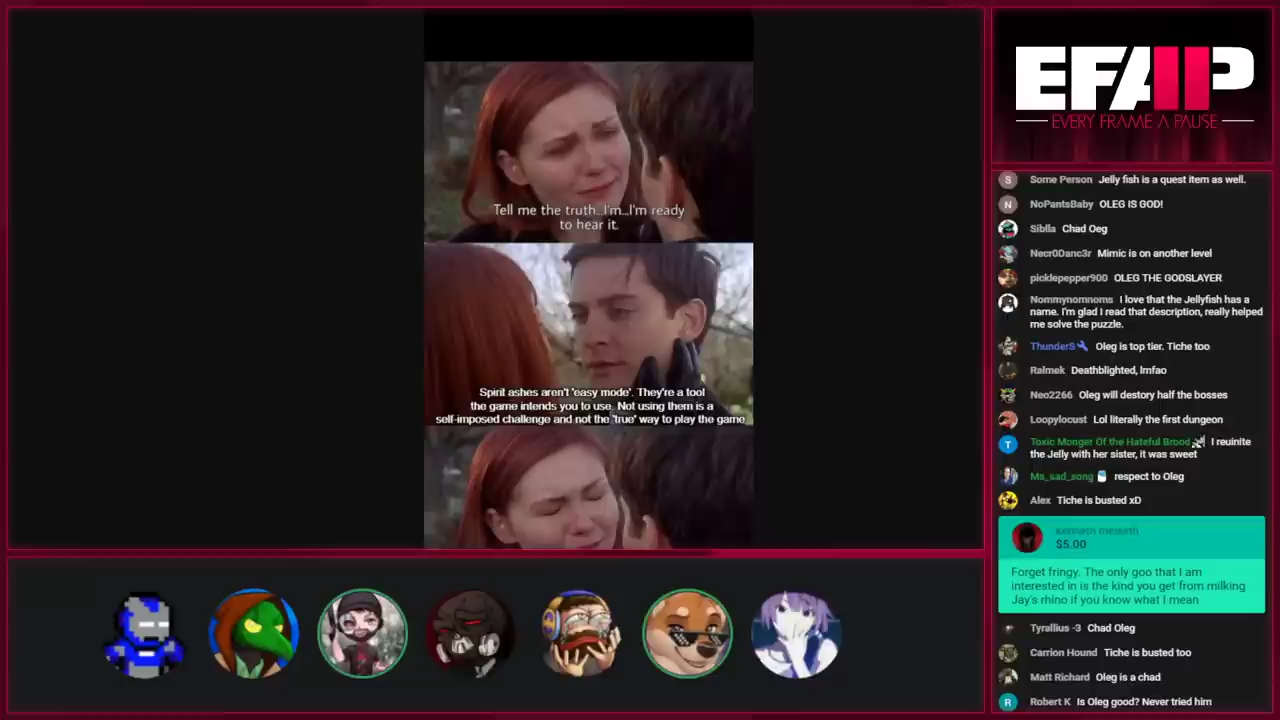 Tell me the truth...I'm...I'm ready
to hear it.
Spirit ashes aren't 'easy mode'. They're a tool
the game intends you to use. Not using them is a
self-imposed challenge and not the 'true' way to play the game
EFAP
EVERY FRAME A PAUSE
Some Person Jelly fish is a quest item as well.
NoPantsBaby OLEG IS GOD!
Siblla Chad Oeg
Necr0Danc3r Mimic is on another level
picklepepper900 OLEG THE GODSLAYER
Nommynomnoms I love that the Jellyfish has a
name. i'm glad I read that description, really helped
me solve the puzzle.
ThunderS Oleg is top tier. Tiche too
Ralmek Deathblighted, lmfao
Neo2266 Oleg will destory half the bosses
Loopylocust Lol literally the first dungeon
Toxic Monger Of the Hateful Brood I reuinite
the Jelly with her sister, it was sweet
Ms_sad_song respect to Oleg
Alex Tiche is busted xD
$5.00
Forget fringy. The only goo that I am
interested in is the kind you get from milking
Jay's rhino if you know what I mean
Tyrallius -3 Chad Oleg
Carrion Hound Tiche is busted too
Matt Richard Oleg is a chad
Robert K Is Oleg good? Never tried him